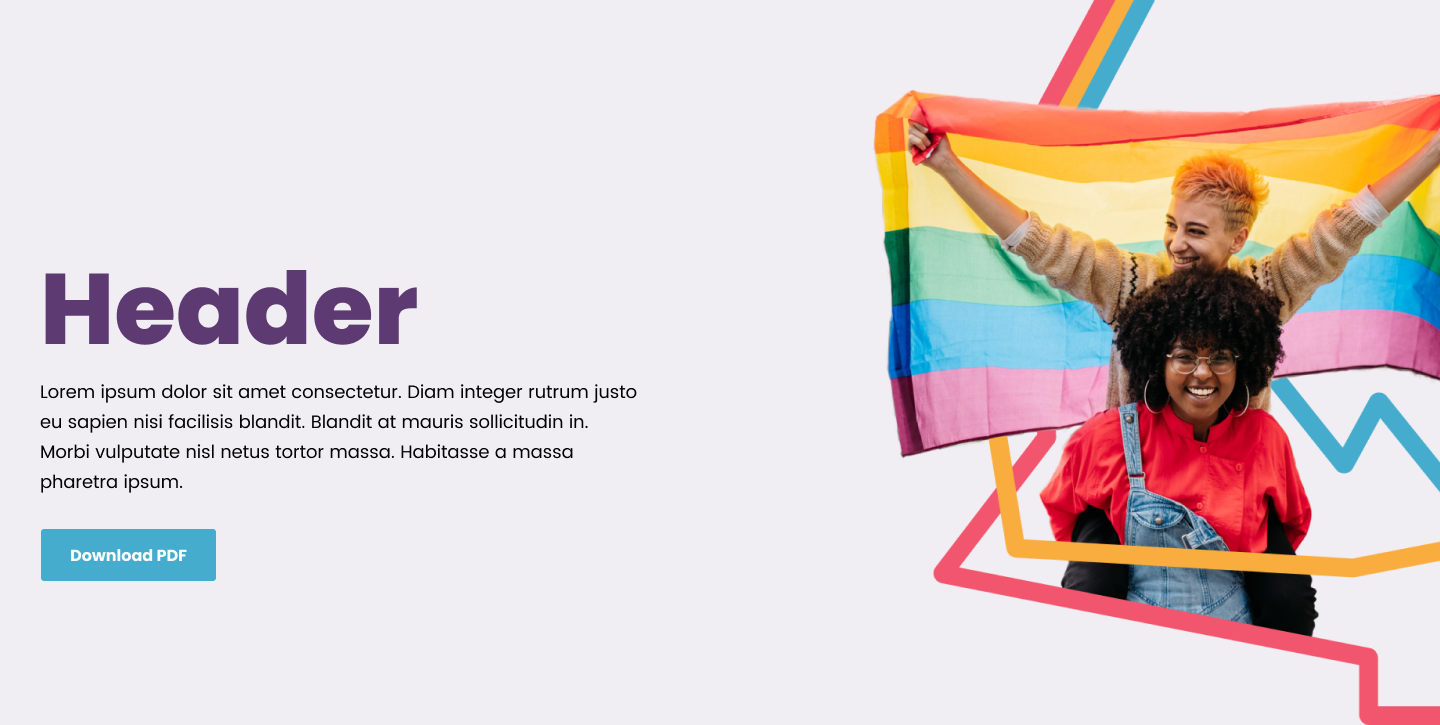 Header
Lorem ipsum dolor sit amet consectetur. Diam integer rutrum justo
eu sapien nisi facilisis blandit. Blandit at mauris sollicitudin in.
Morbi vulputate nisl netus tortor massa. Habitasse a massa
pharetra ipsum.
Download PDF